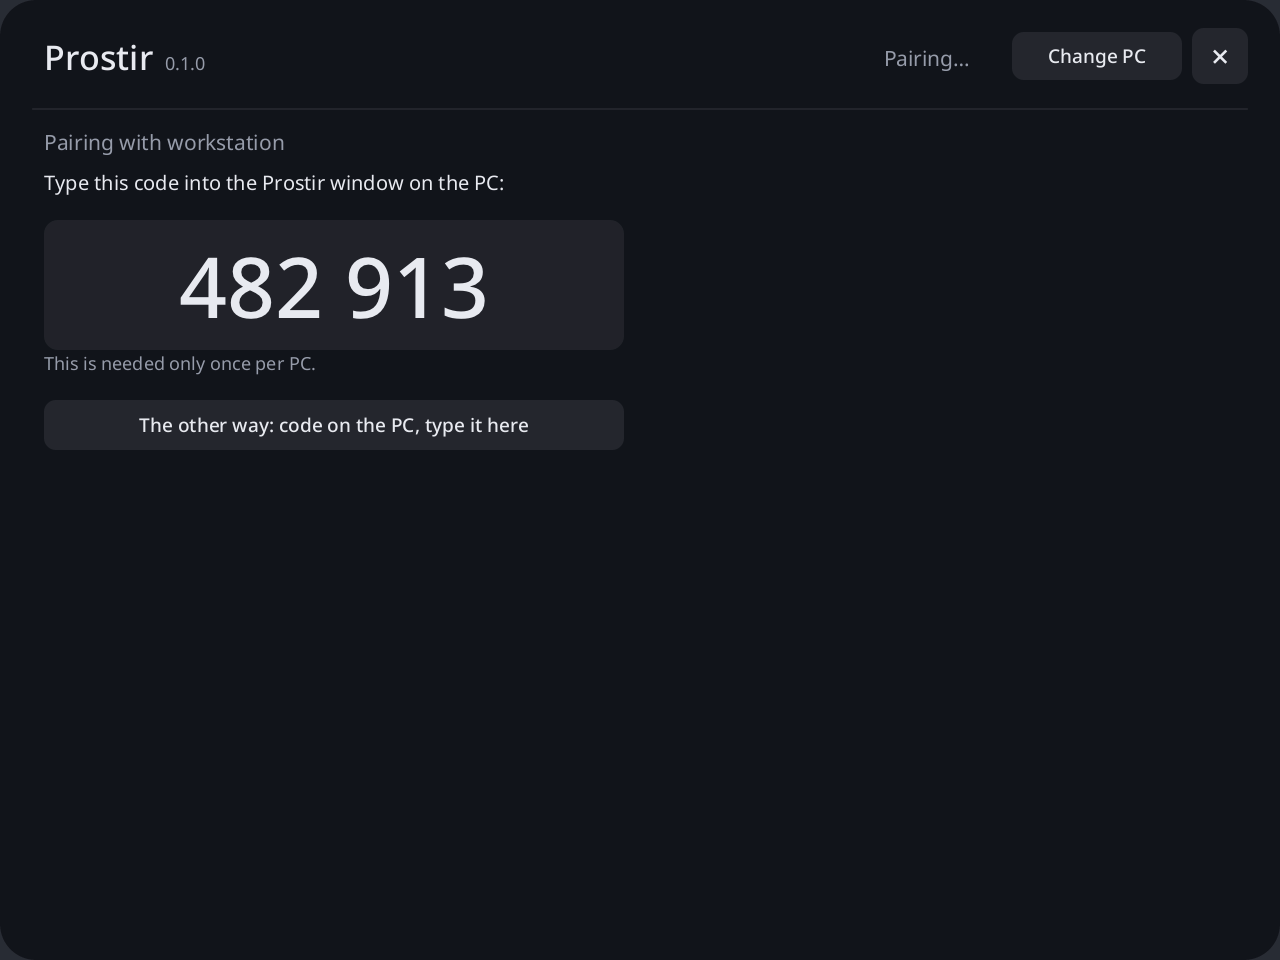 Prostir 0.1.0
Pairing...
Change PC
×
Pairing with workstation
Type this code into the Prostir window on the PC:
482 913
This is needed only once per PC.
The other way: code on the PC, type it here